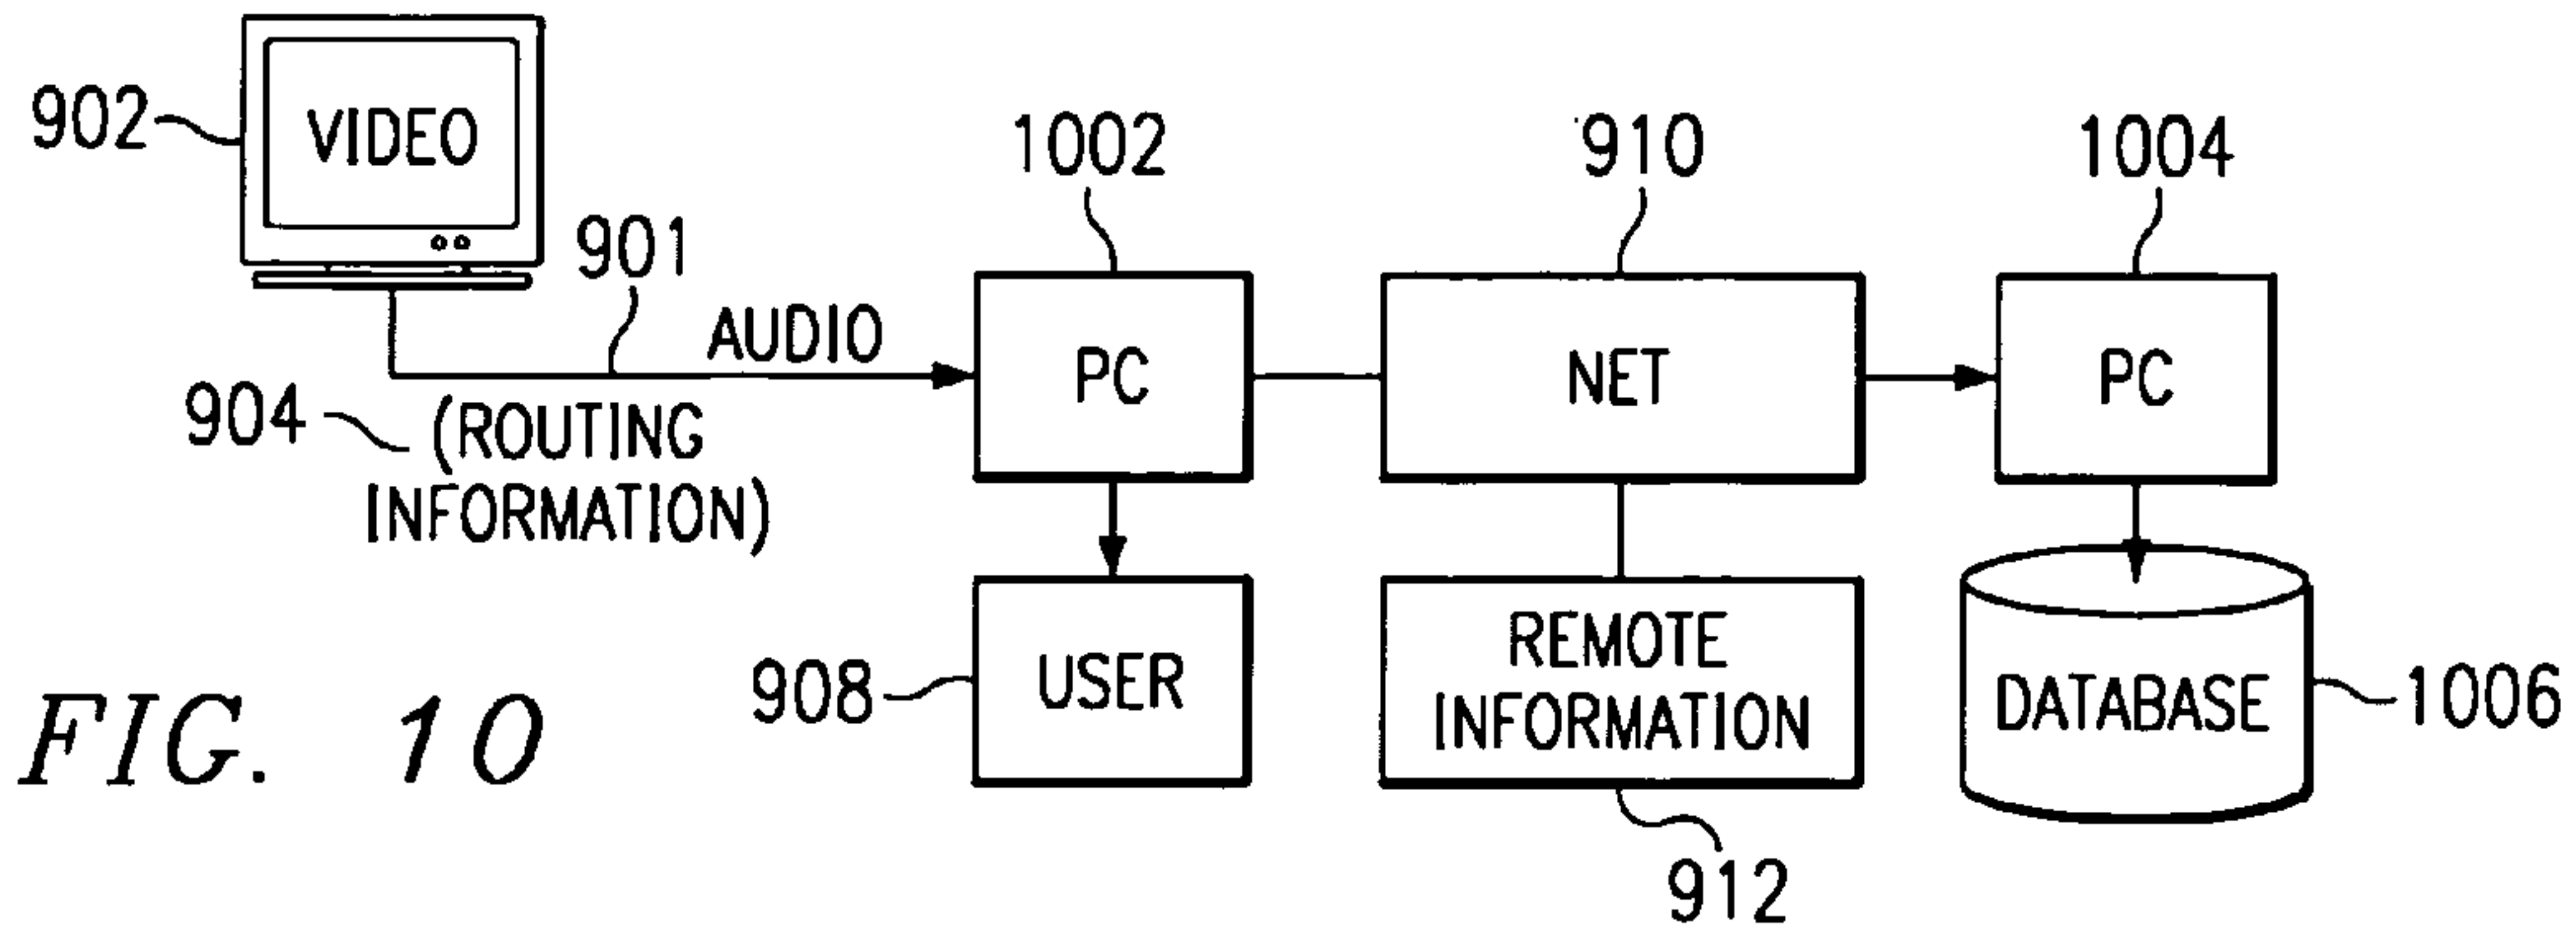 902
VIDEO
901
AUDIO
904
(ROUTING
INFORMATION)
1002
PC
908
USER
910
NET
REMOTE
INFORMATION
912
1004
PC
DATABASE
1006
FIG. 10